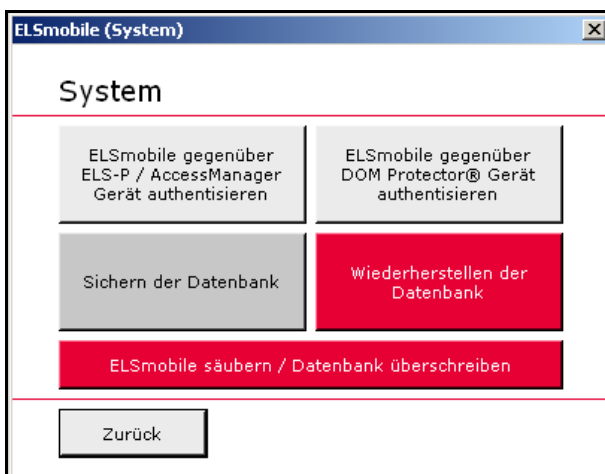 ELSmobile (System)
System
ELSmobile gegenüber
ELS-P / AccessManager
Gerät authentisieren
ELSmobile gegenüber
DOM Protector® Gerät
authentisieren
Sichern der Datenbank
Wiederherstellen der
Datenbank
ELSmobile säubern / Datenbank überschreiben
Zurück